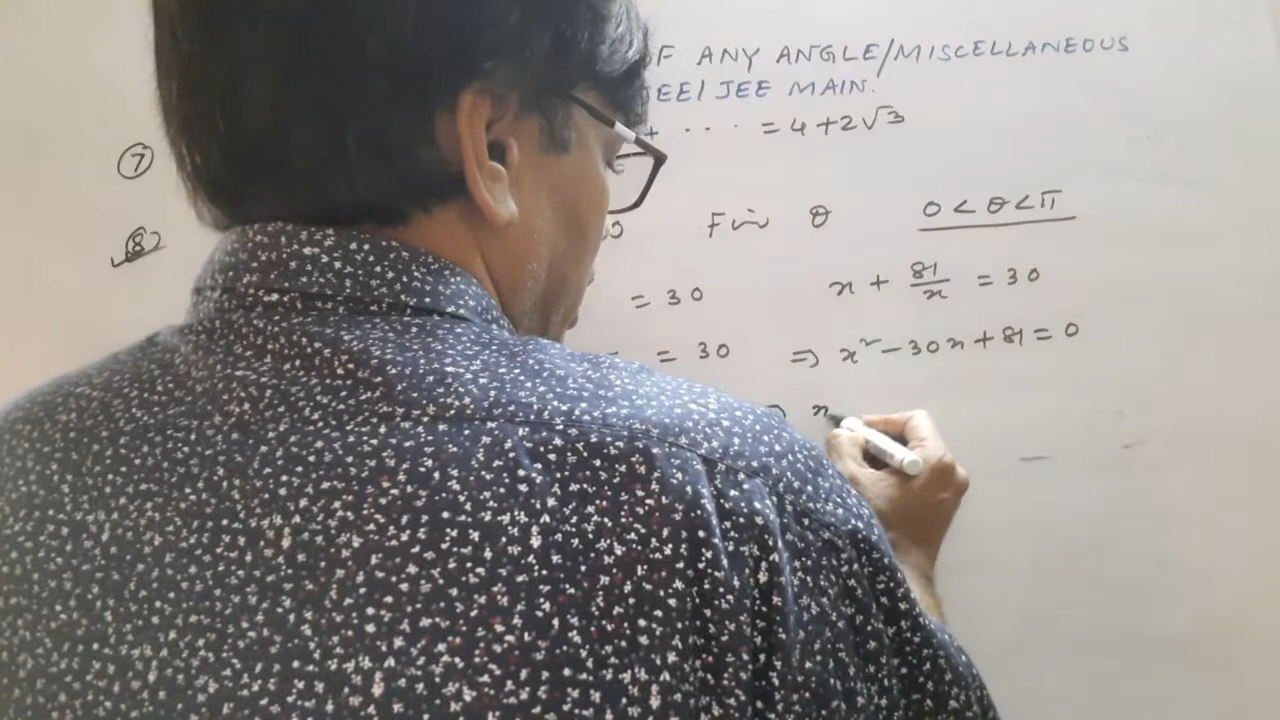 OF ANY ANGLE/MISCELLANEOUS
JEE/ JEE MAIN.
⑦ + ... = 4+2√3
⑧ Find θ 0 < θ < π
= 30 x + 81/x = 30
= 30 ⇒ x² - 30x + 81 = 0
⇒ x